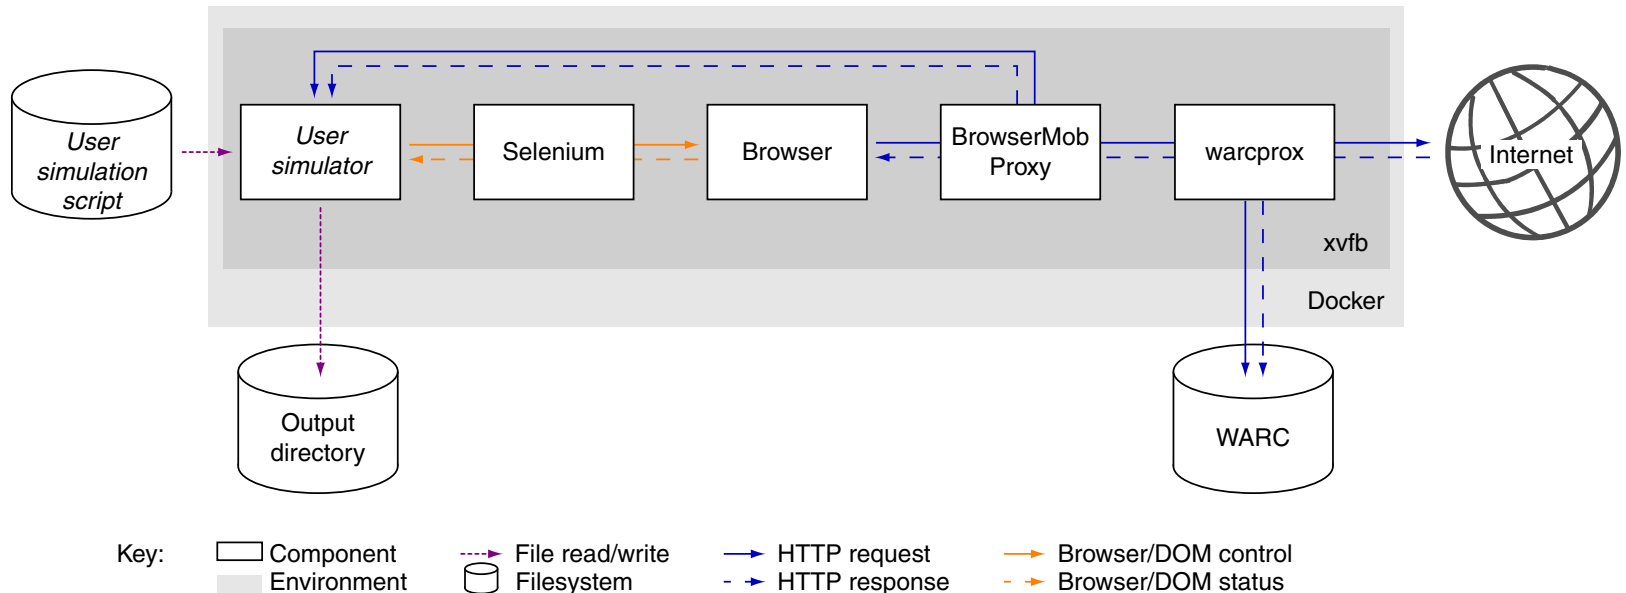 User
simulation
script
User
simulator
Selenium
Browser
BrowserMob
Proxy
warcprox
Internet
xvfb
Docker
Output
directory
WARC
Key:
Component
File read/write
HTTP request
Browser/DOM control
Environment
Filesystem
HTTP response
Browser/DOM status